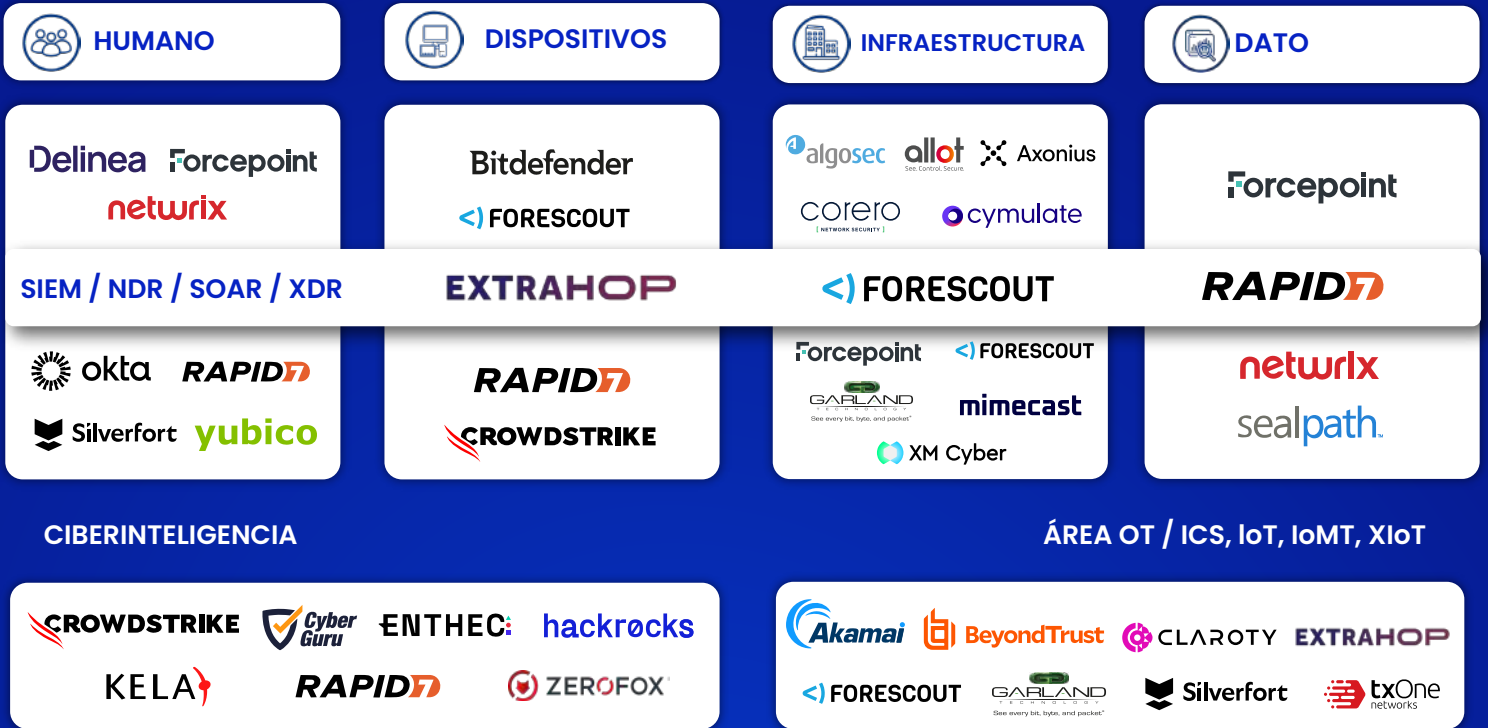 HUMANO
DISPOSITIVOS
INFRAESTRUCTURA
DATO
Delinea Forcepoint
netwrix
Bitdefender
FORESCOUT
algosec allot Axonius
See. Control. Secure.
corero cymulate
[ NETWORK SECURITY ]
Forcepoint
SIEM / NDR / SOAR / XDR
EXTRAHOP
FORESCOUT
RAPID7
okta RAPID7
Silverfort yubico
RAPID7
CROWDSTRIKE
Forcepoint FORESCOUT
GARLAND mimecast
TECHNOLOGY
See every bit, byte, and packet®
XM Cyber
netwrix
sealpath™
CIBERINTELIGENCIA
CROWDSTRIKE Cyber Guru ENTHEC hackrocks
KELA RAPID7 ZEROFOX
ÁREA OT / ICS, IoT, IoMT, XIoT
Akamai BeyondTrust CLAROTY EXTRAHOP
FORESCOUT GARLAND Silverfort txOne
TECHNOLOGY networks
See every bit, byte, and packet®